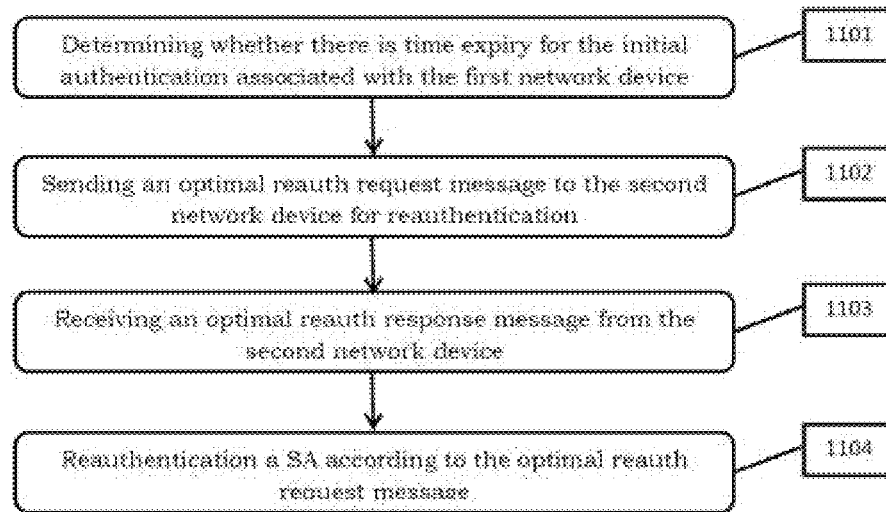 Determining whether there is time expiry for the initial
authentication associated with the first network device
1101
Sending an optimal reauth request message to the second
network device for reauthentication
1102
Receiving an optimal reauth response message from the
second network device
1103
Reauthentication a SA according to the optimal reauth
request message
1104